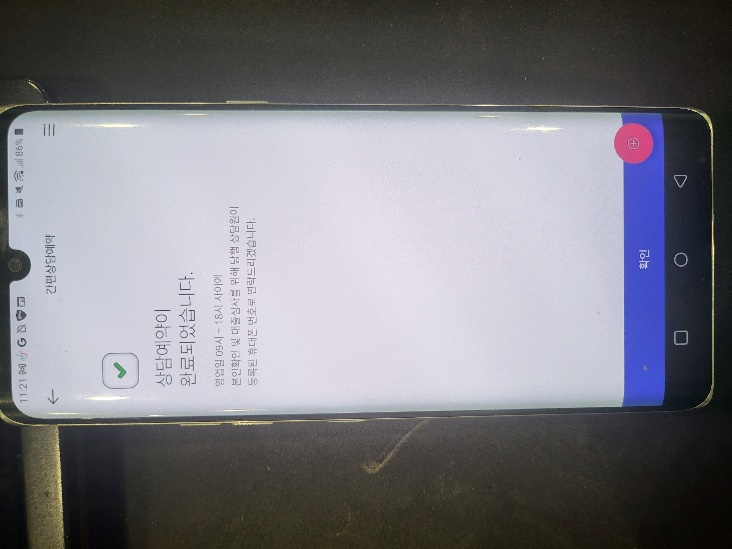 11:21
86%
간편상담예약
상담예약이
완료되었습니다.
영업일 09시 ~ 18시 사이에
본인확인 및 대출심사를 위해 당행 상담원이
등록된 휴대폰 번호로 연락드리겠습니다.
확인